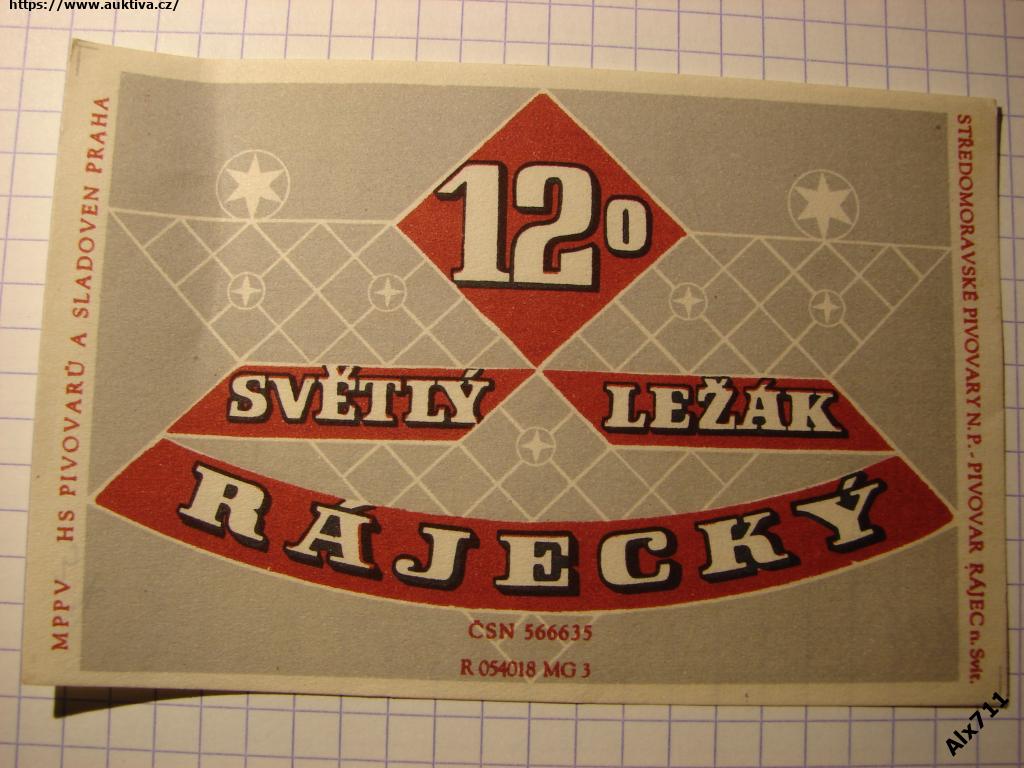 https://www.auktiva.cz/
MPPV HS PIVOVARŮ A SLADOVEN PRAHA
12°
SVĚTLÝ LEŽÁK
RÁJECKÝ
ČSN 566635
R 054018 MG 3
STŘEDOMORAVSKÉ PIVOVARY N.P. - PIVOVAR RÁJEC n. Svit.
Alx711